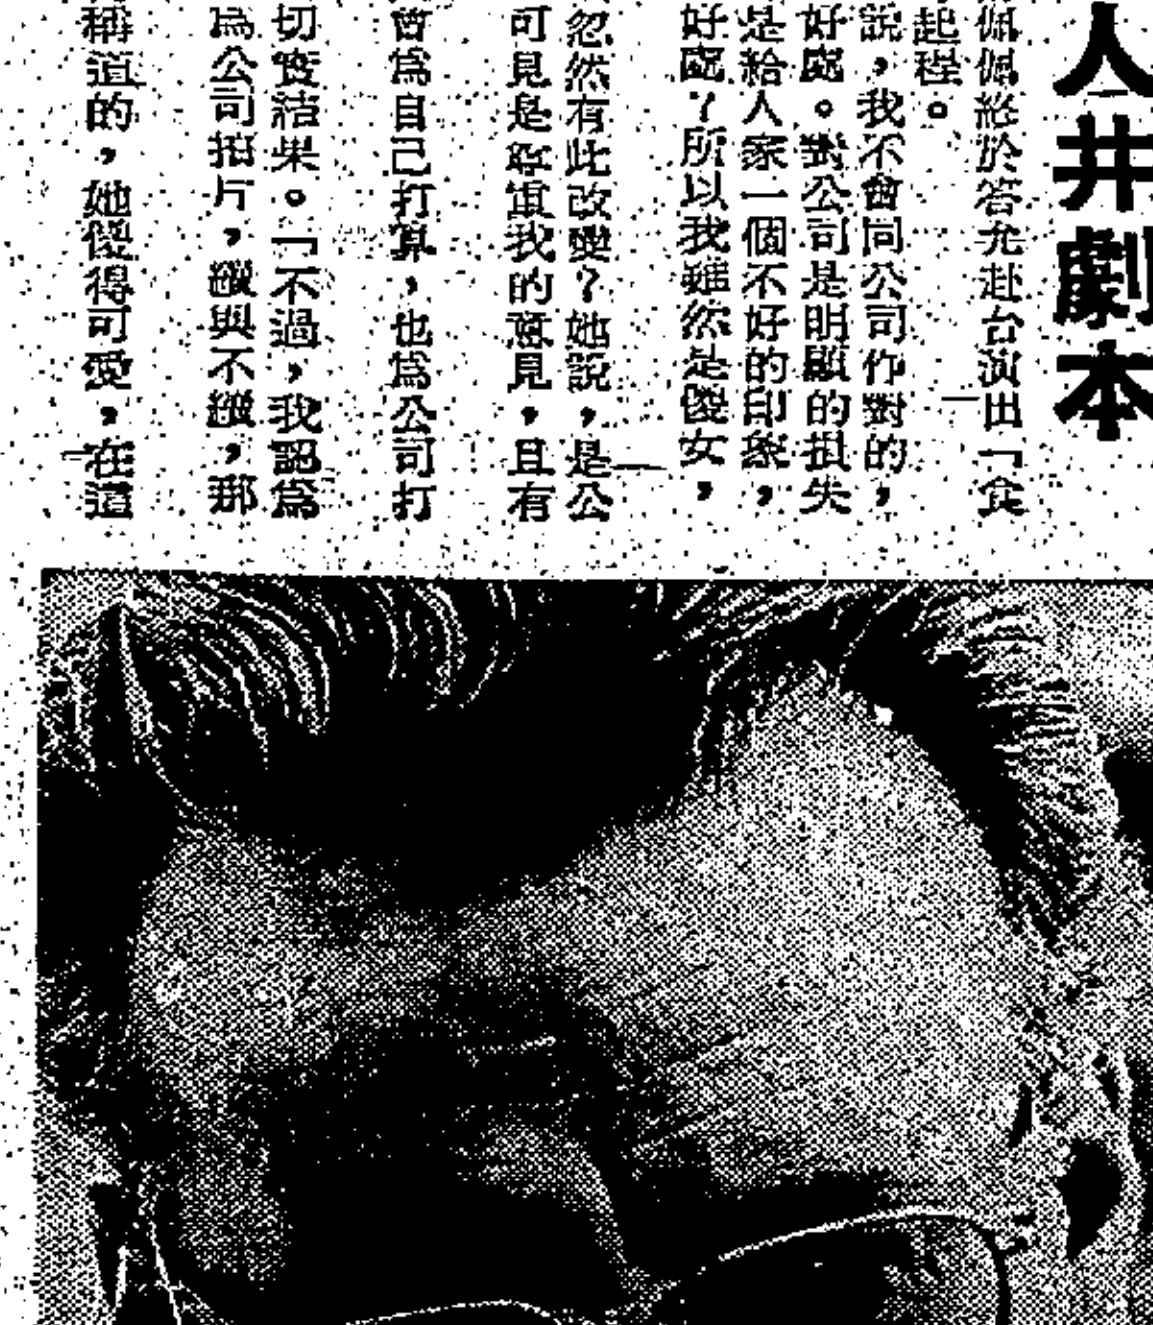 人井劇本
佩佩終於答允赴台演出「食
起程。
說，我不會同公司作對的，
好處。對公司是明顯的損失
是給人家一個不好的印象，
好處？所以我雖然是傻女，
忽然有此改變？她說，是公
可見是尊重我的意見，且有
會為自己打算，也為公司打
切實結果。「不過，我認為
為公司拍片，續與不續，那
稱道的，她傻得可愛，在這